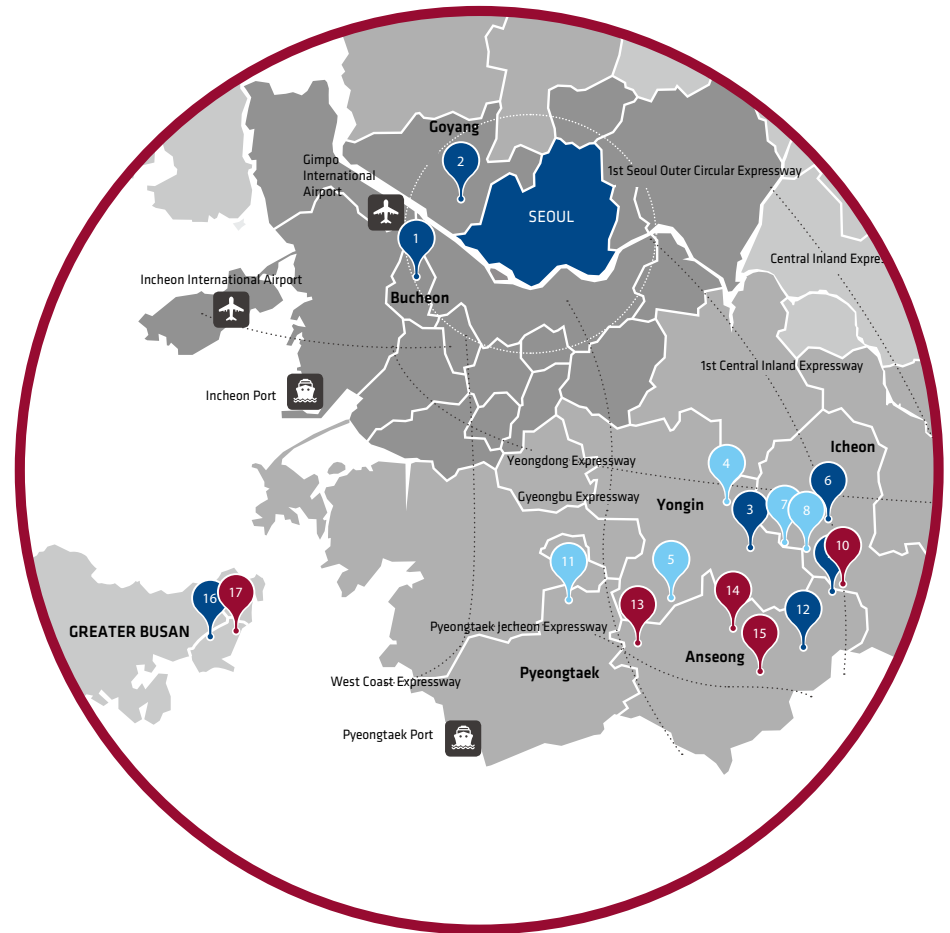 Goyang
2
Gimpo
International
Airport
1st Seoul Outer Circular Expressway
SEOUL
1
Central Inland Expre
Incheon International Airport
Bucheon
1st Central Inland Expressway
Incheon Port
Icheon
Yeongdong Expressway
4
6
Gyeongbu Expressway
Yongin
3
7
8
10
11
5
14
13
12
16
17
GREATER BUSAN
Pyeongtaek Jecheon Expressway
15
Anseong
Pyeongtaek
West Coast Expressway
Pyeongtaek Port